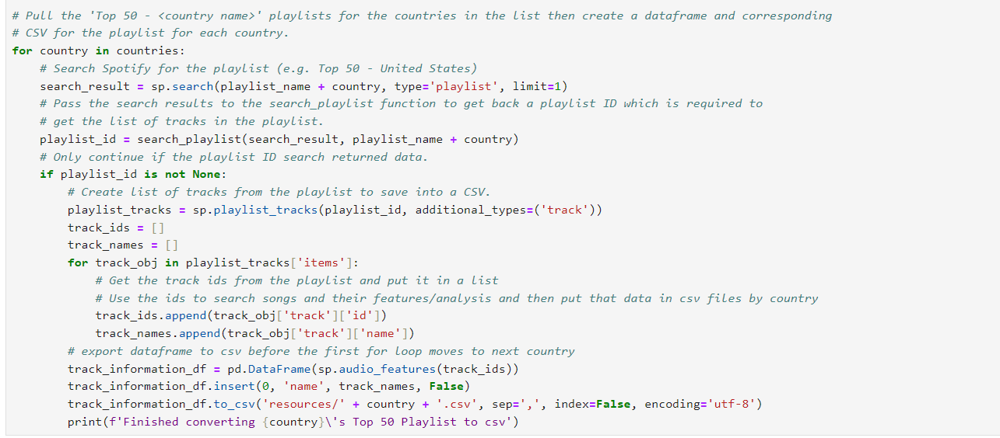 # Pull the 'Top 50 - <country name>' playlists for the countries in the list then create a dataframe and corresponding
# CSV for the playlist for each country.
for country in countries:
    # Search Spotify for the playlist (e.g. Top 50 - United States)
    search_result = sp.search(playlist_name + country, type='playlist', limit=1)
    # Pass the search results to the search_playlist function to get back a playlist ID which is required to
    # get the list of tracks in the playlist.
    playlist_id = search_playlist(search_result, playlist_name + country)
    # Only continue if the playlist ID search returned data.
    if playlist_id is not None:
        # Create list of tracks from the playlist to save into a CSV.
        playlist_tracks = sp.playlist_tracks(playlist_id, additional_types=('track'))
        track_ids = []
        track_names = []
        for track_obj in playlist_tracks['items']:
            # Get the track ids from the playlist and put it in a list
            # Use the ids to search songs and their features/analysis and then put that data in csv files by country
            track_ids.append(track_obj['track']['id'])
            track_names.append(track_obj['track']['name'])
        # export dataframe to csv before the first for loop moves to next country
        track_information_df = pd.DataFrame(sp.audio_features(track_ids))
        track_information_df.insert(0, 'name', track_names, False)
        track_information_df.to_csv('resources/' + country + '.csv', sep=',', index=False, encoding='utf-8')
        print(f'Finished converting {country}\'s Top 50 Playlist to csv')